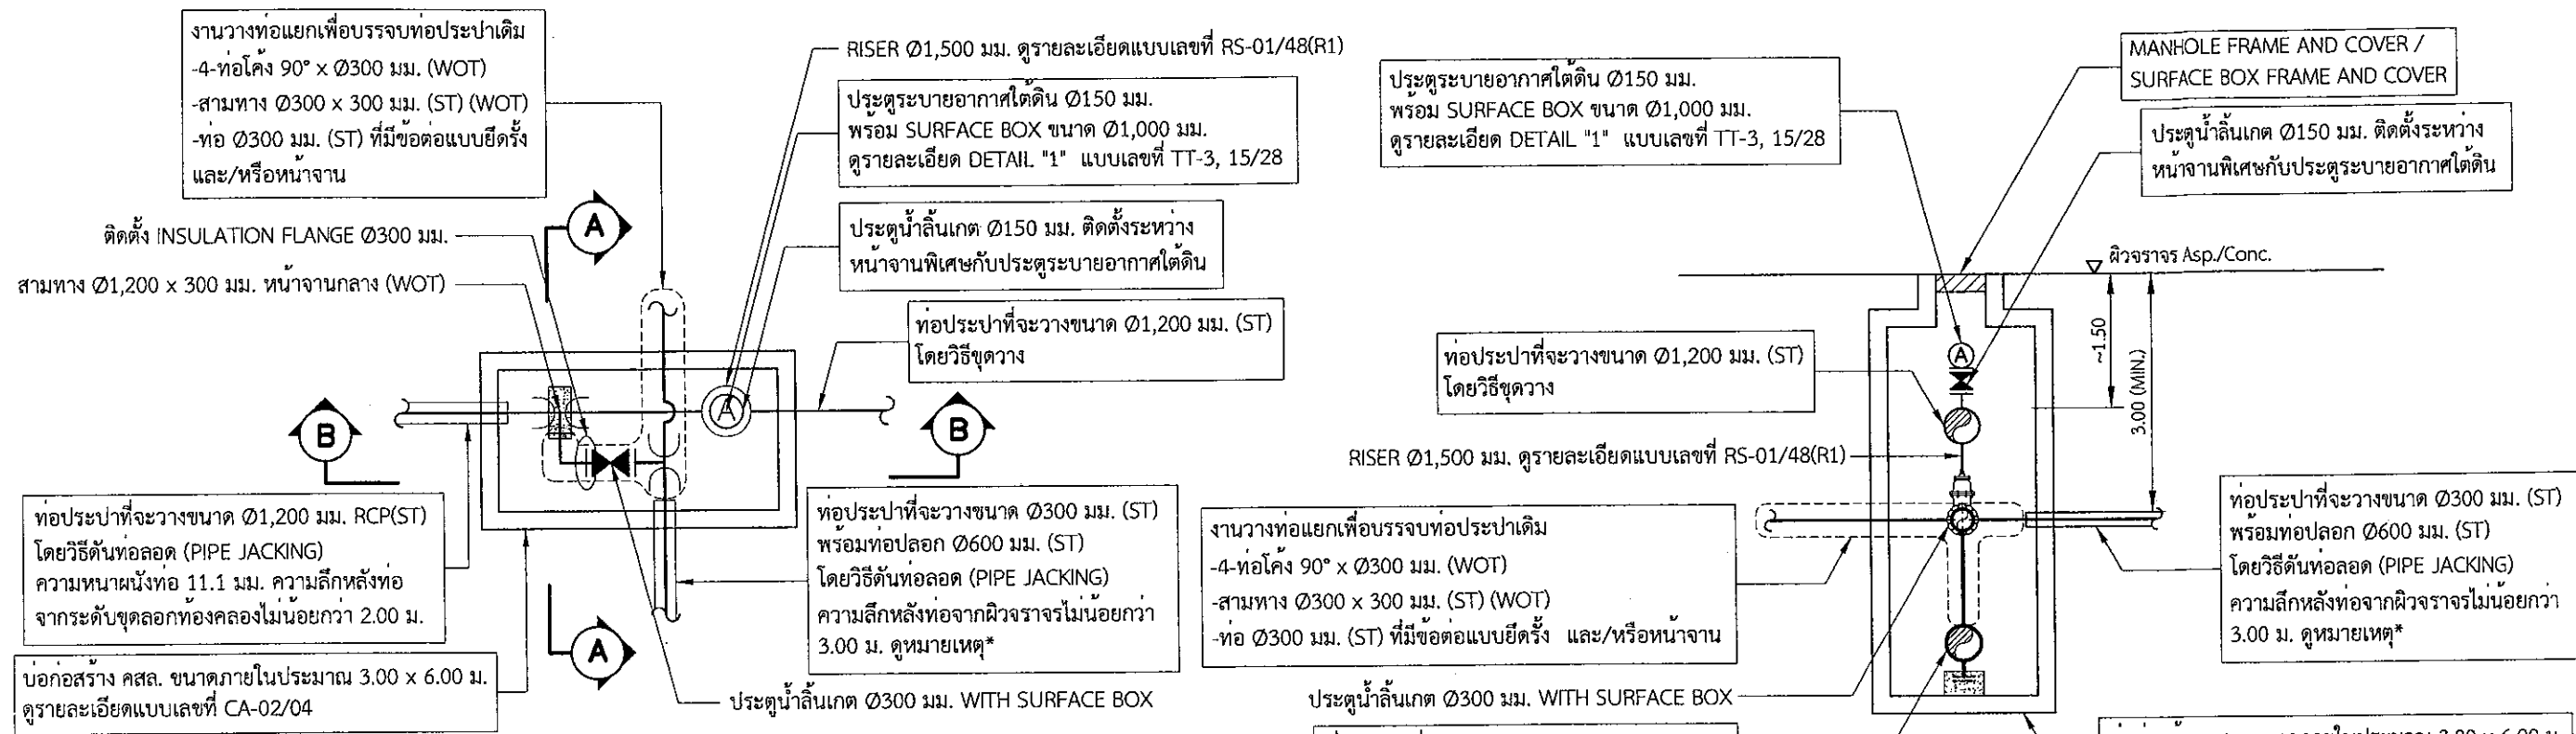 งานวางท่อแยกเพื่อบรรจบท่อประปาเดิม
-4-ท่อโค้ง 90° x Ø300 มม. (WOT)
-สามทาง Ø300 x 300 มม. (ST) (WOT)
-ท่อ Ø300 มม. (ST) ที่มีข้อต่อแบบยึดรั้ง
และ/หรือหน้าจาน
RISER Ø1,500 มม. ดูรายละเอียดแบบเลขที่ RS-01/48(R1)
ประตูระบายอากาศใต้ดิน Ø150 มม.
พร้อม SURFACE BOX ขนาด Ø1,000 มม.
ดูรายละเอียด DETAIL "1" แบบเลขที่ TT-3, 15/28
ประตูน้ำลิ้นเกต Ø150 มม. ติดตั้งระหว่าง
หน้าจานพิเศษกับประตูระบายอากาศใต้ดิน
ท่อประปาที่จะวางขนาด Ø1,200 มม. (ST)
โดยวิธีขุดวาง
A
ติดตั้ง INSULATION FLANGE Ø300 มม.
สามทาง Ø1,200 x 300 มม. หน้าจานกลาง (WOT)
A
B
B
ท่อประปาที่จะวางขนาด Ø1,200 มม. RCP(ST)
โดยวิธีดันท่อลอด (PIPE JACKING)
ความหนาผนังท่อ 11.1 มม. ความลึกหลังท่อ
จากระดับขุดลอกท้องคลองไม่น้อยกว่า 2.00 ม.
บ่อก่อสร้าง คสล. ขนาดภายในประมาณ 3.00 x 6.00 ม.
ดูรายละเอียดแบบเลขที่ CA-02/04
A
ท่อประปาที่จะวางขนาด Ø300 มม. (ST)
พร้อมท่อปลอก Ø600 มม. (ST)
โดยวิธีดันท่อลอด (PIPE JACKING)
ความลึกหลังท่อจากผิวจราจรไม่น้อยกว่า
3.00 ม. ดูหมายเหตุ*
ประตูน้ำลิ้นเกต Ø300 มม. WITH SURFACE BOX
ประตูระบายอากาศใต้ดิน Ø150 มม.
พร้อม SURFACE BOX ขนาด Ø1,000 มม.
ดูรายละเอียด DETAIL "1" แบบเลขที่ TT-3, 15/28
MANHOLE FRAME AND COVER /
SURFACE BOX FRAME AND COVER
ประตูน้ำลิ้นเกต Ø150 มม. ติดตั้งระหว่าง
หน้าจานพิเศษกับประตูระบายอากาศใต้ดิน
ผิวจราจร Asp./Conc.
~1.50
3.00 (MIN.)
A
ท่อประปาที่จะวางขนาด Ø1,200 มม. (ST)
โดยวิธีขุดวาง
RISER Ø1,500 มม. ดูรายละเอียดแบบเลขที่ RS-01/48(R1)
งานวางท่อแยกเพื่อบรรจบท่อประปาเดิม
-4-ท่อโค้ง 90° x Ø300 มม. (WOT)
-สามทาง Ø300 x 300 มม. (ST) (WOT)
-ท่อ Ø300 มม. (ST) ที่มีข้อต่อแบบยึดรั้ง และ/หรือหน้าจาน
ท่อประปาที่จะวางขนาด Ø300 มม. (ST)
พร้อมท่อปลอก Ø600 มม. (ST)
โดยวิธีดันท่อลอด (PIPE JACKING)
ความลึกหลังท่อจากผิวจราจรไม่น้อยกว่า
3.00 ม. ดูหมายเหตุ*
ประตูน้ำลิ้นเกต Ø300 มม. WITH SURFACE BOX